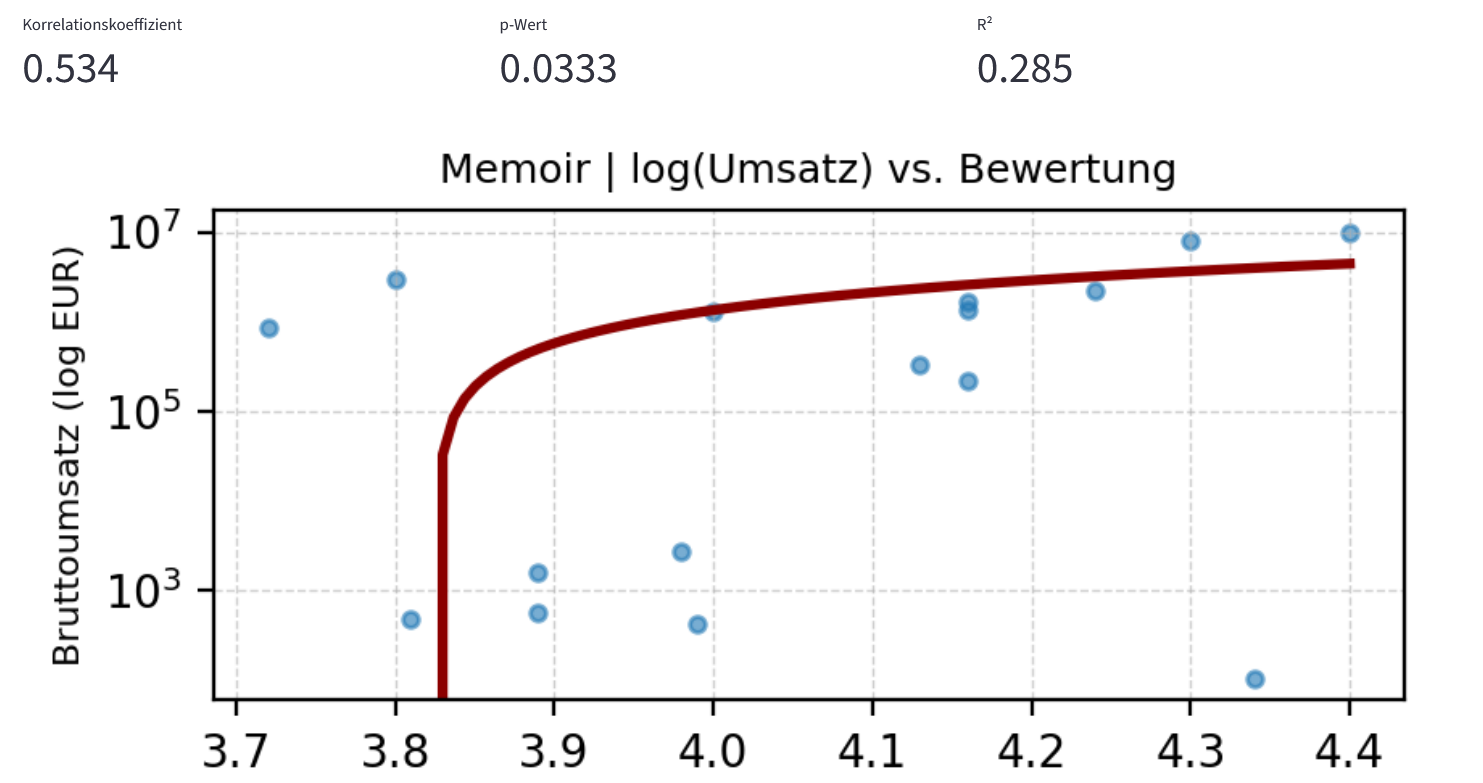 Korrelationskoeffizient
0.534
p-Wert
0.0333
R²
0.285
Memoir | log(Umsatz) vs. Bewertung
Bruttoumsatz (log EUR)
10⁷
10⁵
10³
3.7 3.8 3.9 4.0 4.1 4.2 4.3 4.4